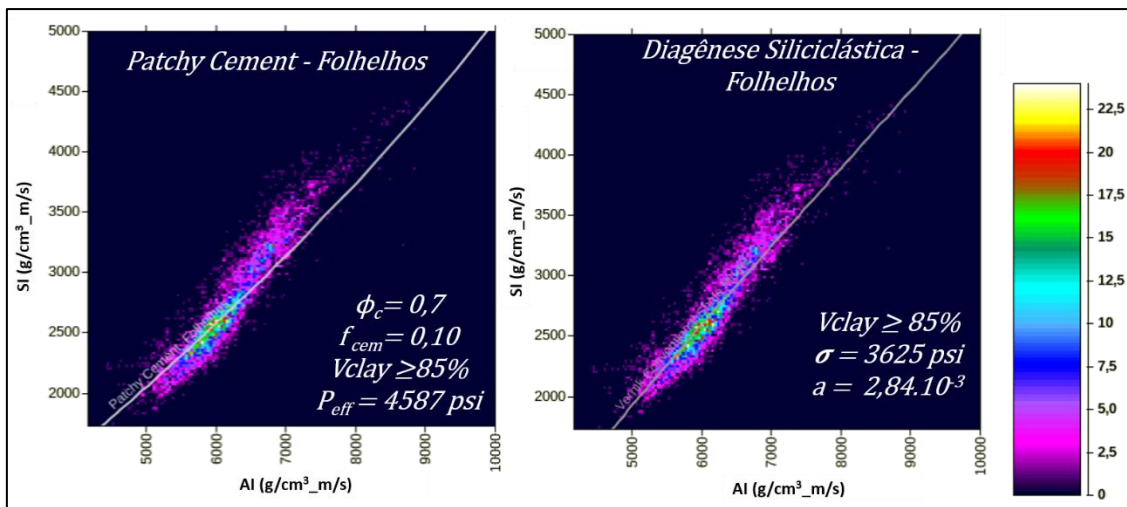 Patchy Cement - Folhelhos
5000
4500
4000
3500
3000
2500
2000
SI (g/cm³_m/s)
ϕc = 0,7
fcem = 0,10
Vclay ≥85%
Peff = 4587 psi
Patchy Cement
5000
6000
7000
8000
9000
10000
AI (g/cm³_m/s)
Diagênese Siliciclástica -
Folhelhos
5000
4500
4000
3500
3000
2500
2000
SI (g/cm³_m/s)
Vclay ≥ 85%
σ = 3625 psi
a = 2,84.10⁻³
5000
6000
7000
8000
9000
10000
AI (g/cm³_m/s)
22,5
20
17,5
15
12,5
10
7,5
5,0
2,5
0